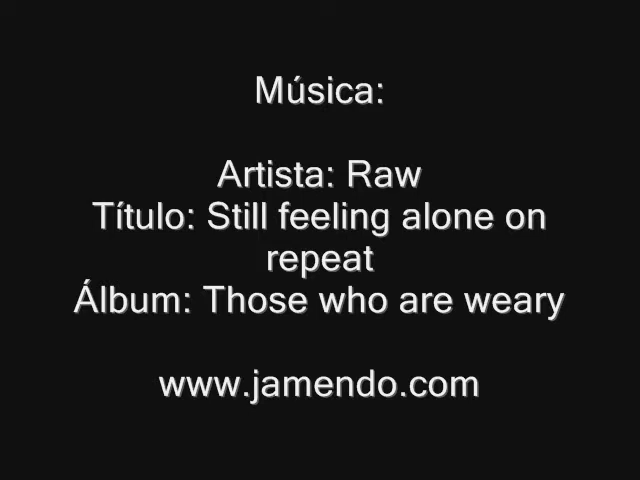 Música:
Artista: Raw
Título: Still feeling alone on
repeat
Álbum: Those who are weary
www.jamendo.com